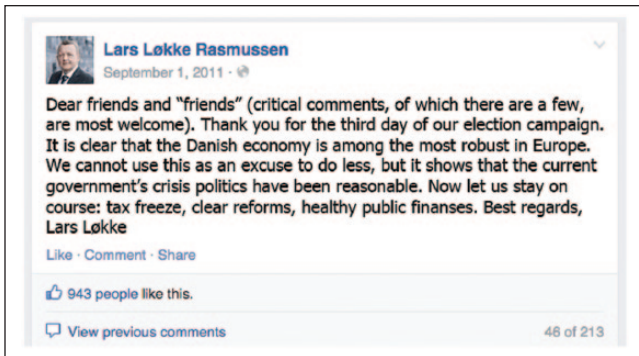 Lars Løkke Rasmussen
September 1, 2011 ·
Dear friends and "friends" (critical comments, of which there are a few,
are most welcome). Thank you for the third day of our election campaign.
It is clear that the Danish economy is among the most robust in Europe.
We cannot use this as an excuse to do less, but it shows that the current
government's crisis politics have been reasonable. Now let us stay on
course: tax freeze, clear reforms, healthy public finanses. Best regards,
Lars Løkke
Like · Comment · Share
943 people like this.
View previous comments 46 of 213